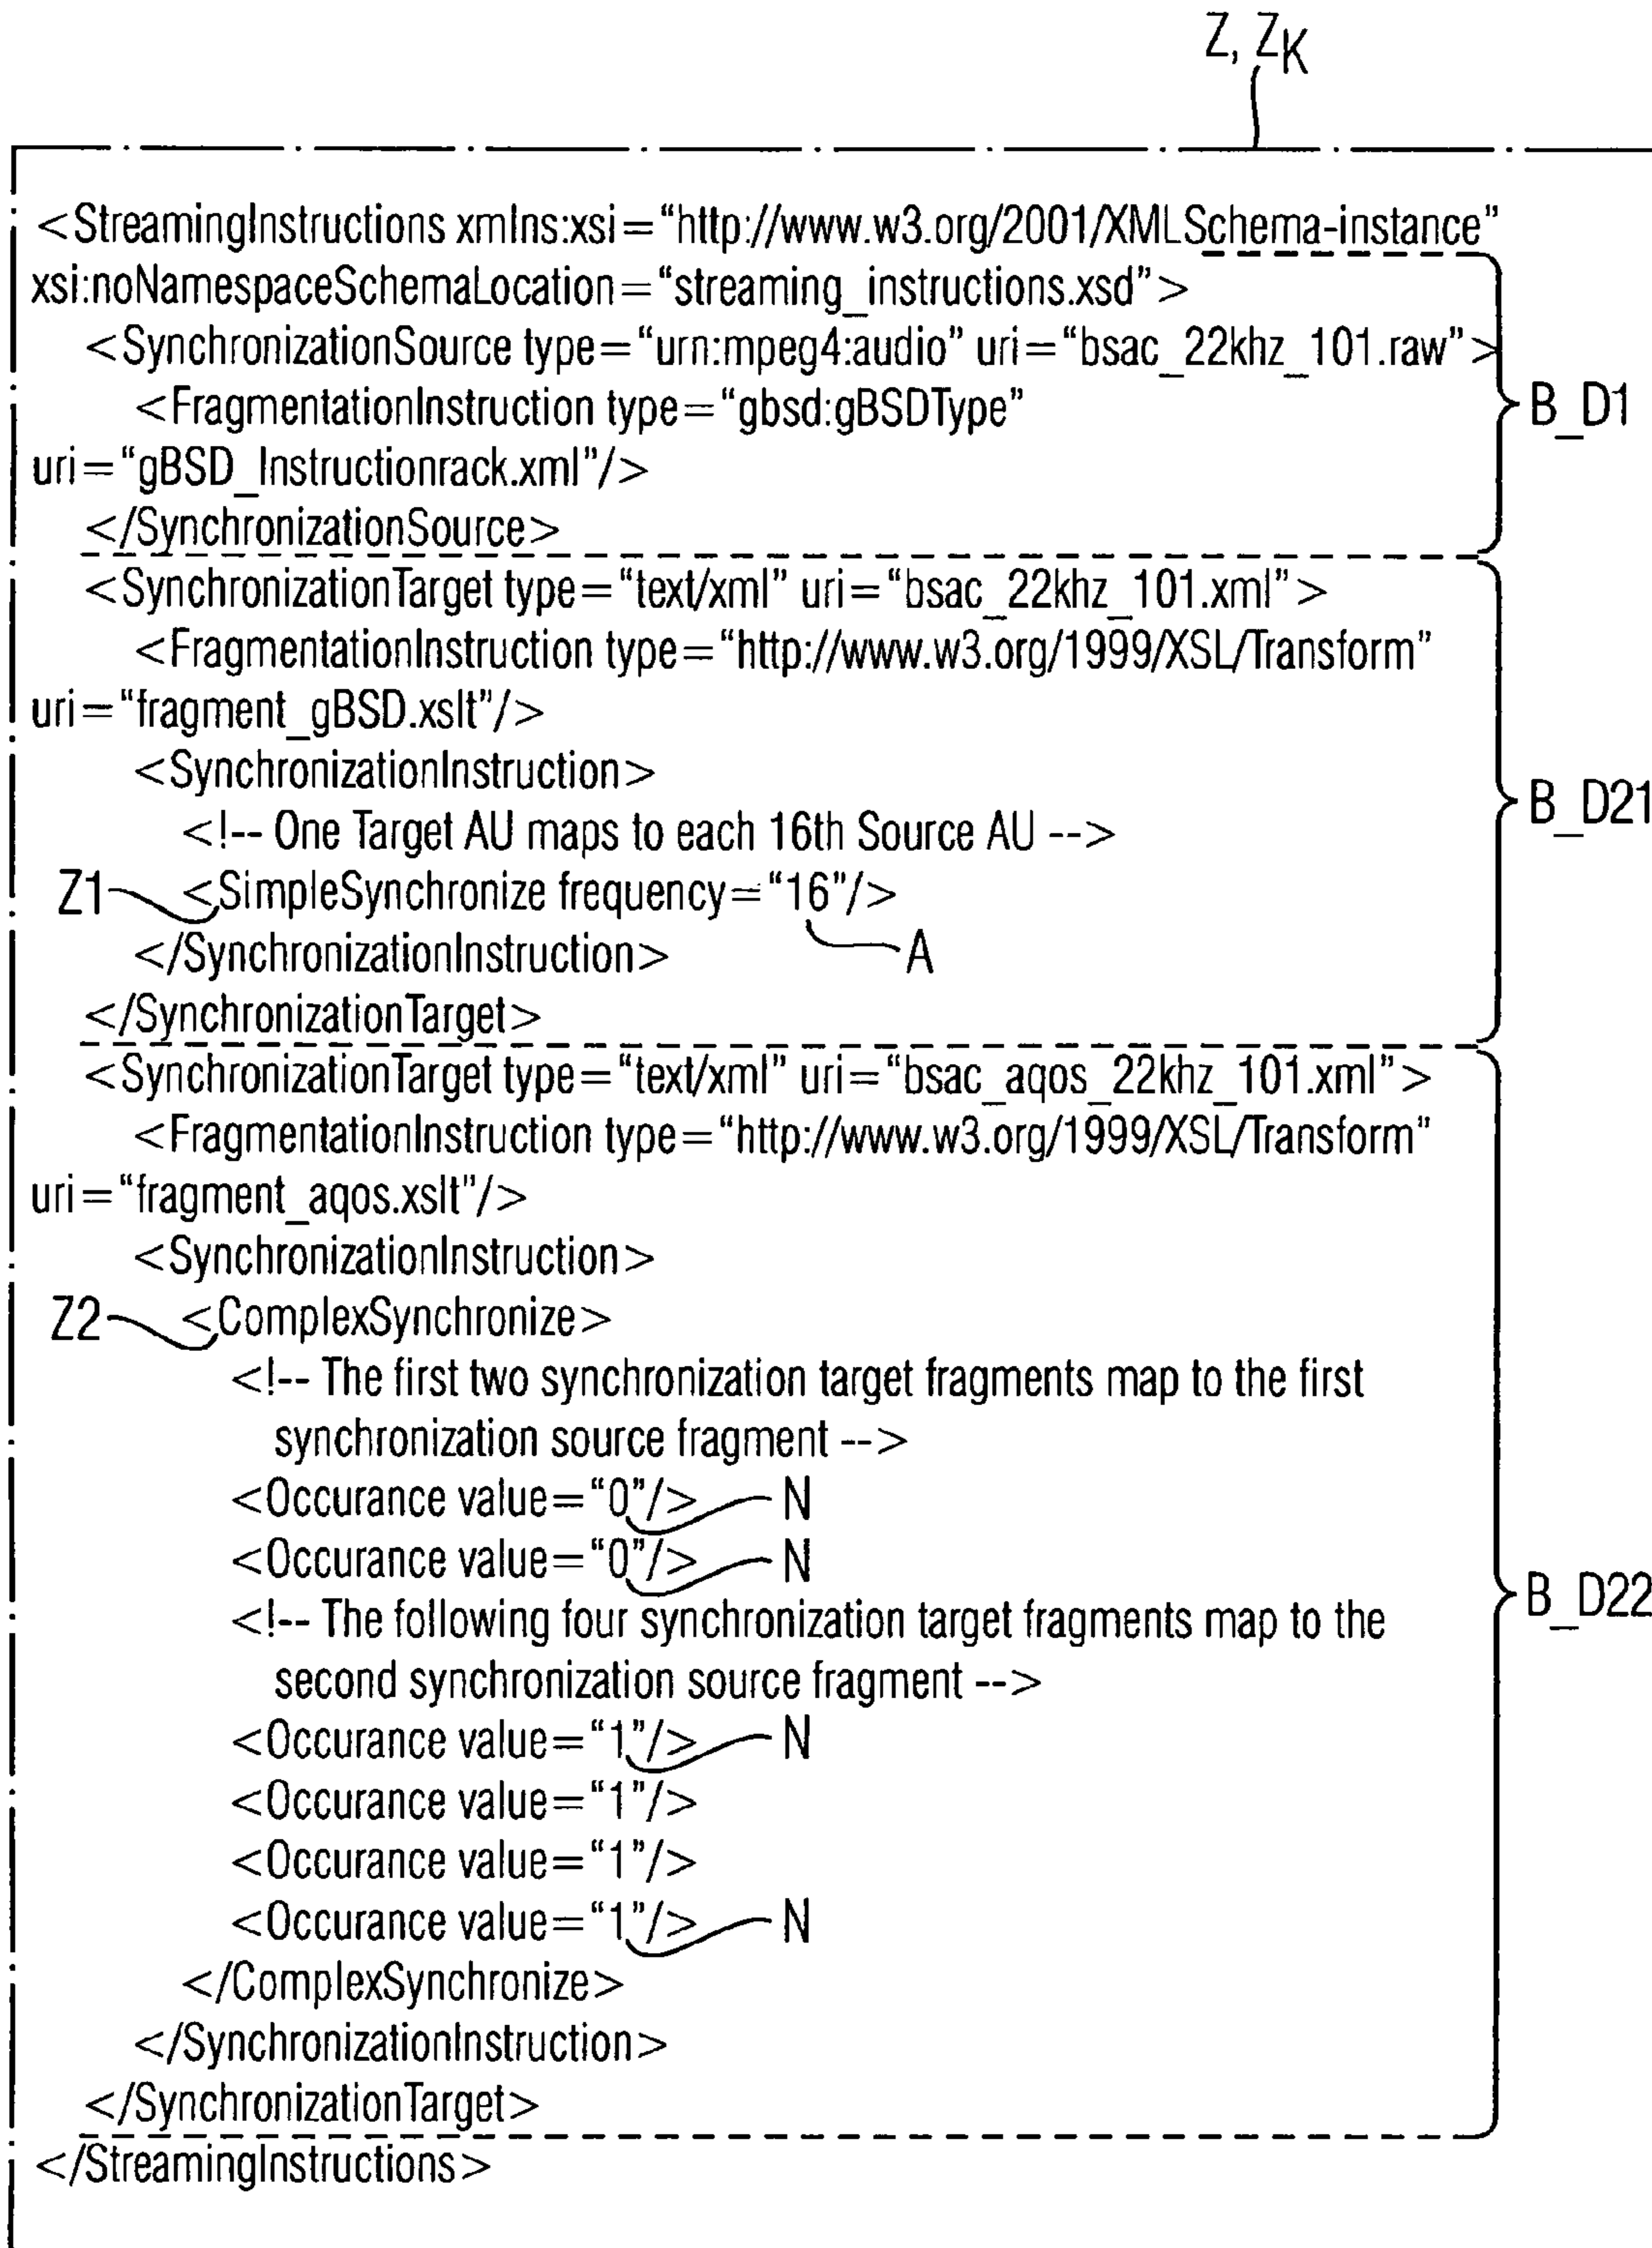 Z, ZK
<StreamingInstructions xmlns:xsi="http://www.w3.org/2001/XMLSchema-instance"
xsi:noNamespaceSchemaLocation="streaming_instructions.xsd">
<SynchronizationSource type="urn:mpeg4:audio" uri="bsac_22khz_101.raw">
<FragmentationInstruction type="gbsd:gBSDType"
B_D1
uri="gBSD_Instructionrack.xml"/>
</SynchronizationSource>
<SynchronizationTarget type="text/xml" uri="bsac_22khz_101.xml">
<FragmentationInstruction type="http://www.w3.org/1999/XSL/Transform"
uri="fragment_gBSD.xslt"/>
<SynchronizationInstruction>
B_D21
<!-- One Target AU maps to each 16th Source AU -->
Z1 <SimpleSynchronize frequency="16"/>
</SynchronizationInstruction> A
</SynchronizationTarget>
<SynchronizationTarget type="text/xml" uri="bsac_aqos_22khz_101.xml">
<FragmentationInstruction type="http://www.w3.org/1999/XSL/Transform"
uri="fragment_aqos.xslt"/>
<SynchronizationInstruction>
Z2 <ComplexSynchronize>
<!-- The first two synchronization target fragments map to the first
synchronization source fragment -->
<Occurance value="0"/> N
<Occurance value="0"/> N
<!-- The following four synchronization target fragments map to the
B_D22
second synchronization source fragment -->
<Occurance value="1"/> N
<Occurance value="1"/>
<Occurance value="1"/>
<Occurance value="1"/> N
</ComplexSynchronize>
</SynchronizationInstruction>
</SynchronizationTarget>
</StreamingInstructions>